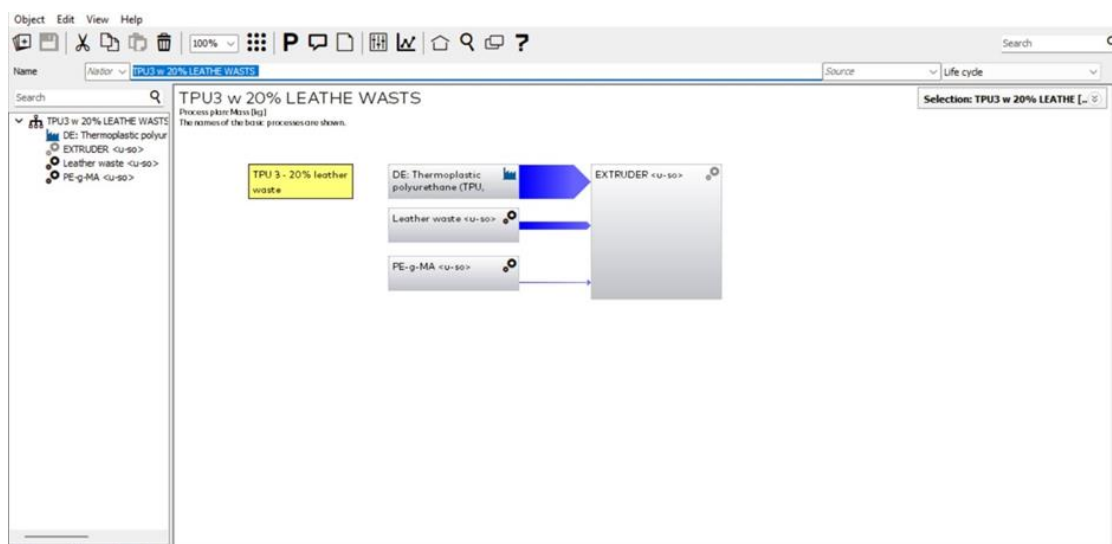 Object Edit View Help
100%
P
?
Search
Name
Nation
TPU3 w 20% LEATHE WASTS
Source
Life cycle
Search
TPU3 w 20% LEATHE WASTS
DE: Thermoplastic polyur
EXTRUDER <u-so>
Leather waste <u-so>
PE-g-MA <u-so>
TPU3 w 20% LEATHE WASTS
Process plan: Mass [kg]
The names of the basic processes are shown.
Selection: TPU3 w 20% LEATHE [..
TPU 3 - 20% leather
waste
DE: Thermoplastic
polyurethane (TPU,
Leather waste <u-so>
PE-g-MA <u-so>
EXTRUDER <u-so>